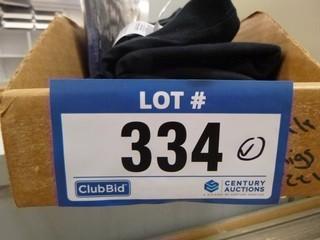 LOT #
334
ClubBid
CENTURY
AUCTIONS